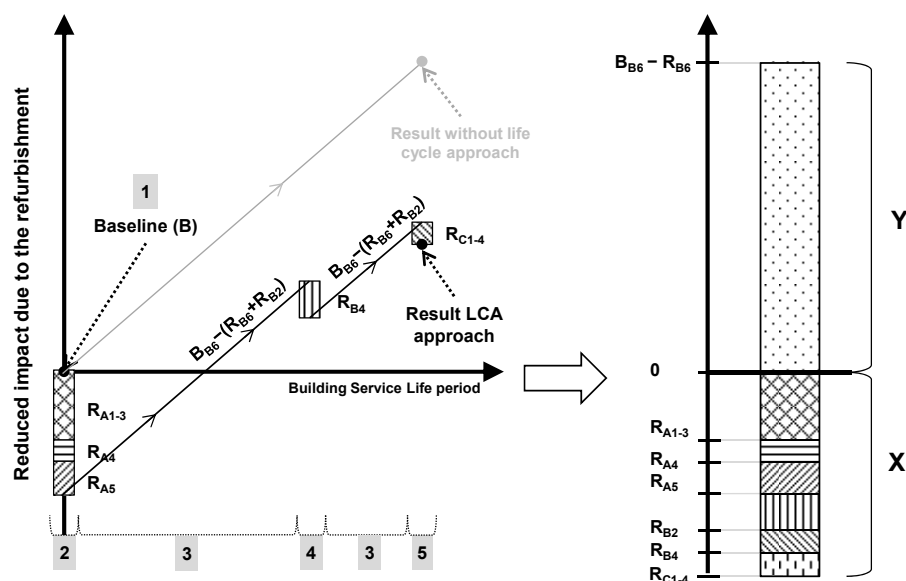 Reduced impact due to the refurbishment
1
Baseline (B)
Result without life
cycle approach
B_B6 – (R_B6+R_B2)
B_B6 – (R_B6+R_B2)
R_C1-4
R_B4
Result LCA
approach
Building Service Life period
R_A1-3
R_A4
R_A5
2
3
4
3
5
B_B6 – R_B6
0
R_A1-3
R_A4
R_A5
R_B2
R_B4
R_C1-4
Y
X